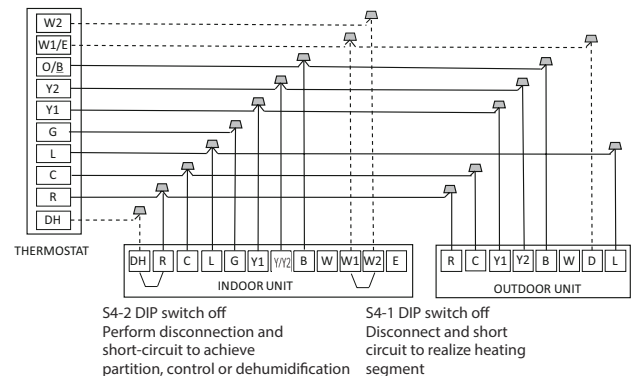 W2
W1/E
O/B
Y2
Y1
G
L
C
R
DH
THERMOSTAT
DH R C L G Y1 Y/Y2 B W W1 W2 E
INDOOR UNIT
R C Y1 Y2 B W D L
OUTDOOR UNIT
S4-2 DIP switch off
Perform disconnection and
short-circuit to achieve
partition, control or dehumidification
S4-1 DIP switch off
Disconnect and short
circuit to realize heating
segment